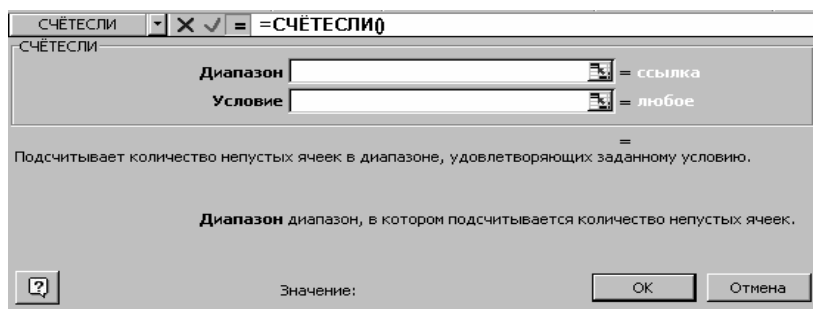 СЧЁТЕСЛИ =СЧЁТЕСЛИ()
СЧЁТЕСЛИ
Диапазон = ссылка
Условие = любое
=
Подсчитывает количество непустых ячеек в диапазоне, удовлетворяющих заданному условию.
Диапазон диапазон, в котором подсчитывается количество непустых ячеек.
Значение: ОК Отмена